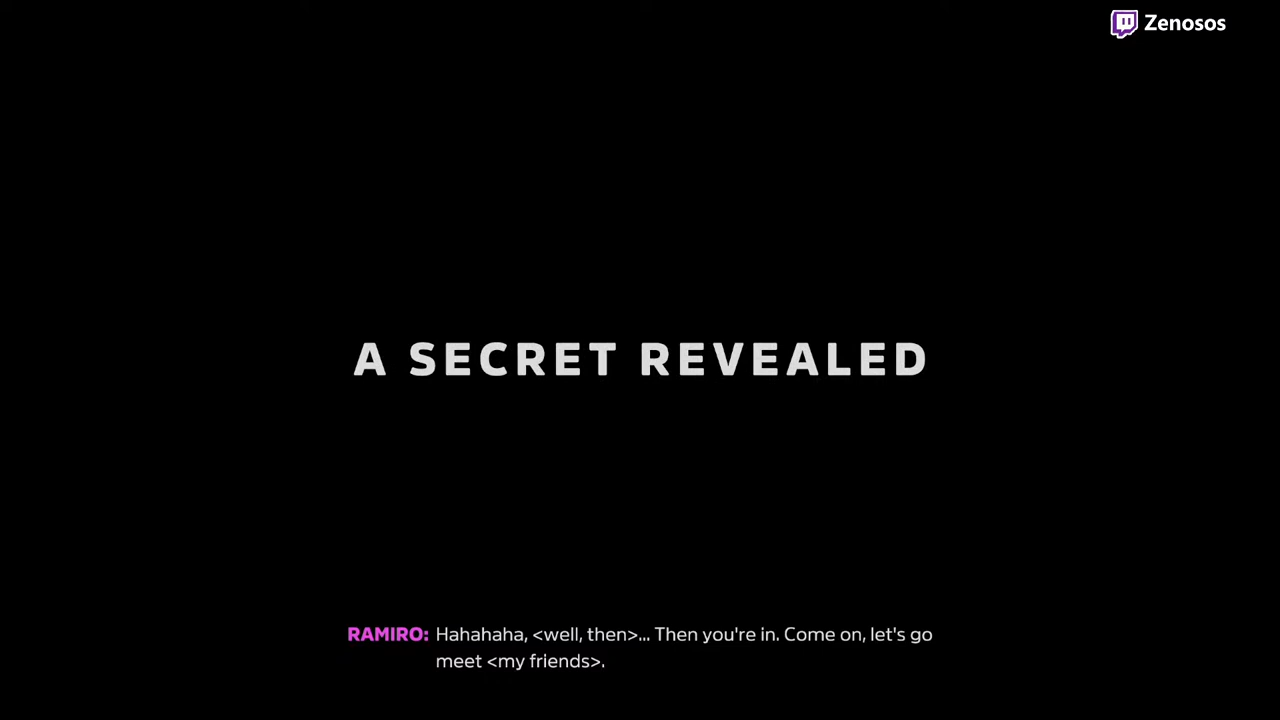 Zenosos
A SECRET REVEALED
RAMIRO: Hahahaha, <well, then>... Then you're in. Come on, let's go
meet <my friends>.